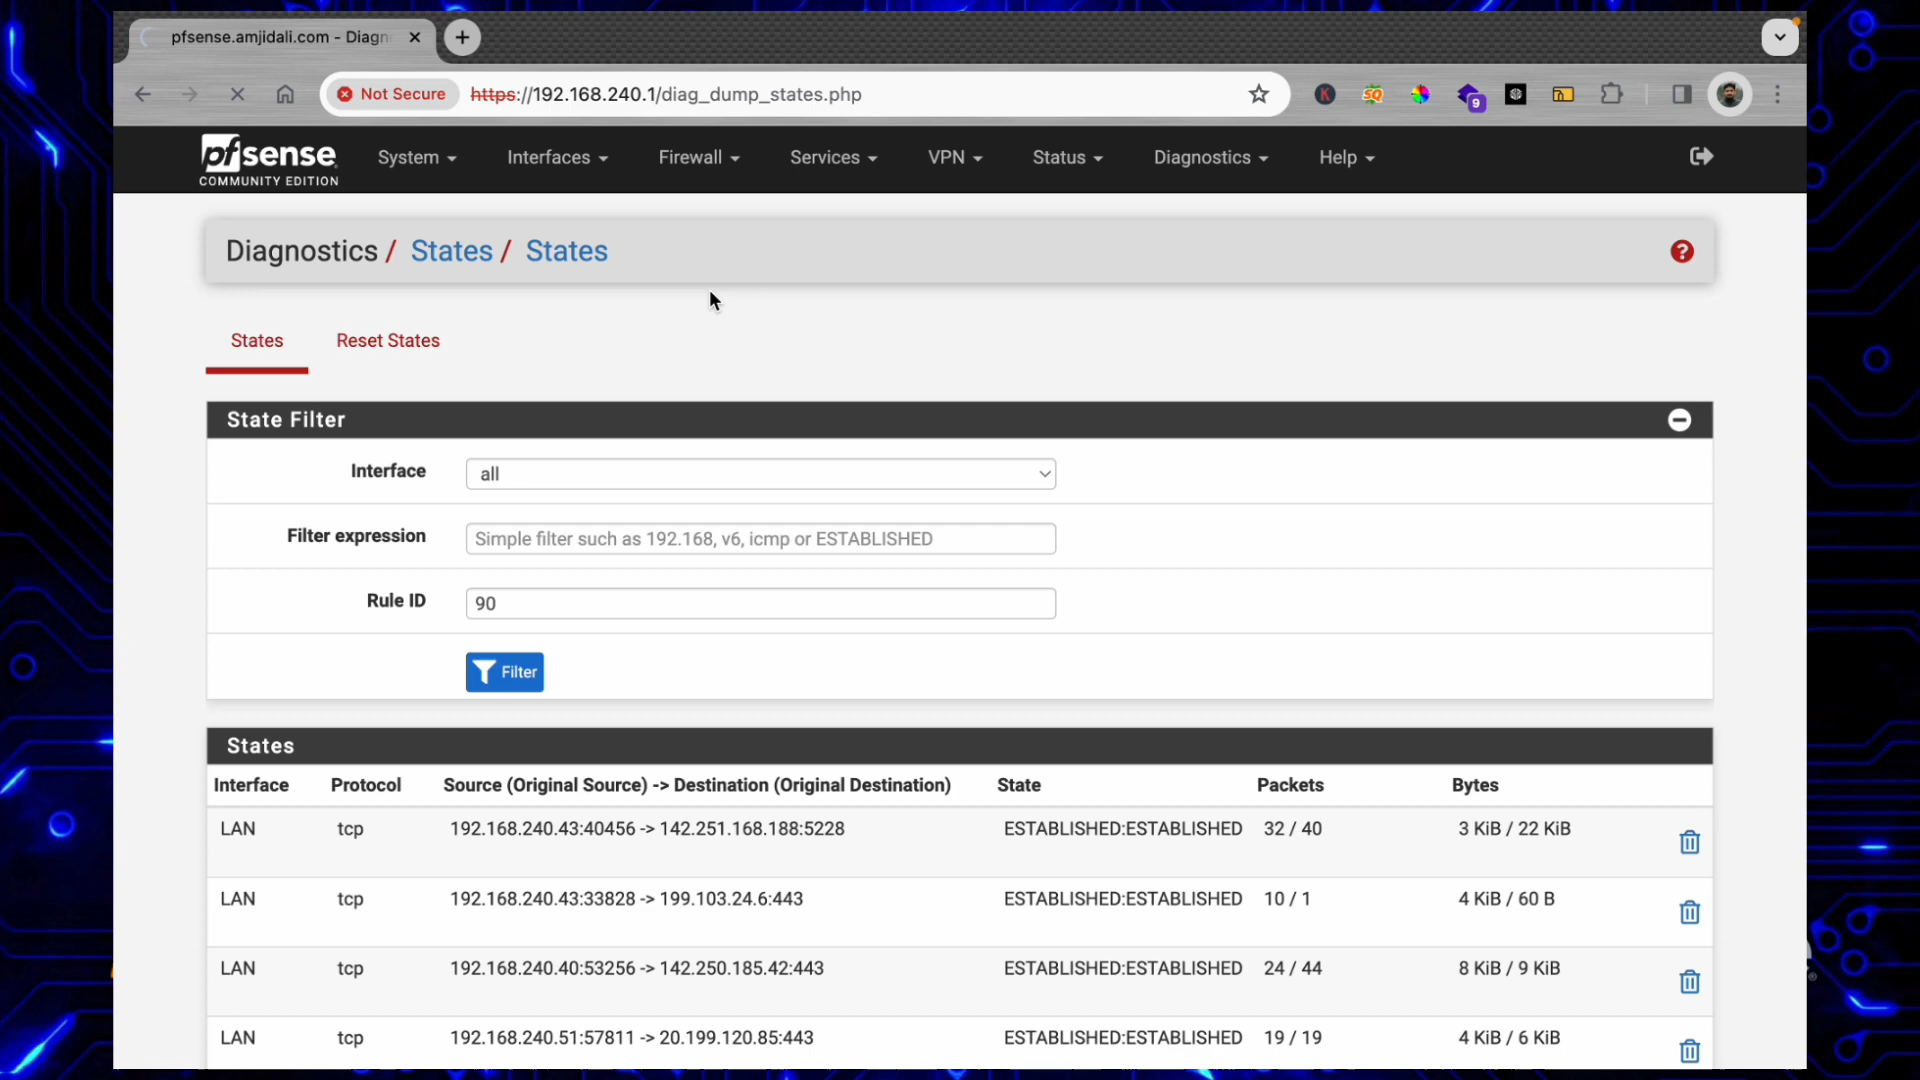 pfsense.amjidali.com - Diagn
Not Secure https://192.168.240.1/diag_dump_states.php
9
pfsense
COMMUNITY EDITION
System Interfaces Firewall Services VPN Status Diagnostics Help
Diagnostics / States / States
States Reset States
State Filter
Interface all
Filter expression Simple filter such as 192.168, v6, icmp or ESTABLISHED
Rule ID 90
Filter
States
Interface Protocol Source (Original Source) -> Destination (Original Destination) State Packets Bytes
LAN tcp 192.168.240.43:40456 -> 142.251.168.188:5228 ESTABLISHED:ESTABLISHED 32 / 40 3 KiB / 22 KiB
LAN tcp 192.168.240.43:33828 -> 199.103.24.6:443 ESTABLISHED:ESTABLISHED 10 / 1 4 KiB / 60 B
LAN tcp 192.168.240.40:53256 -> 142.250.185.42:443 ESTABLISHED:ESTABLISHED 24 / 44 8 KiB / 9 KiB
LAN tcp 192.168.240.51:57811 -> 20.199.120.85:443 ESTABLISHED:ESTABLISHED 19 / 19 4 KiB / 6 KiB